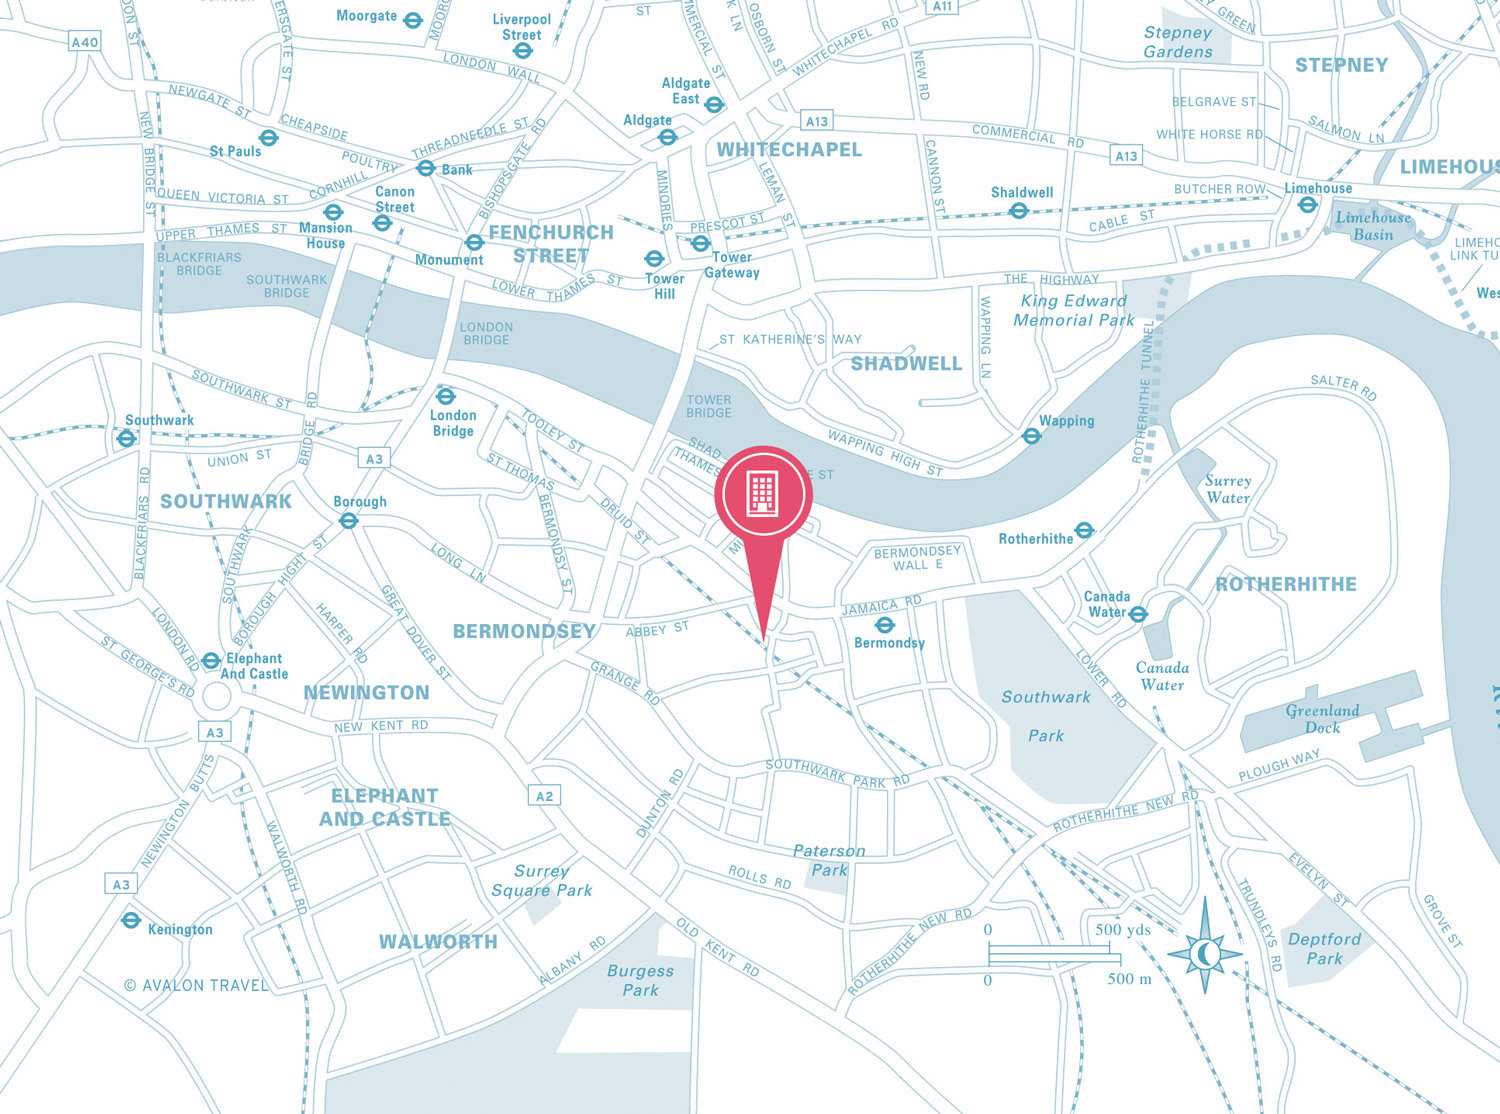 Moorgate
Liverpool
Street
ST
A11
Stepney
Gardens
STEPNEY
A40
LONDON WALL
WHITECHAPEL RD
NEW RD
Aldgate
East
Aldgate
A13
NEWGATE ST
CHEAPSIDE
POULTRY
THREADNEEDLE ST
BISHOPSGATE RD
St Pauls
Bank
CORNHILL
Canon
Street
Mansion
House
QUEEN VICTORIA ST
UPPER THAMES ST
NEW BRIDGE ST
WHITECHAPEL
COMMERCIAL RD
A13
BELGRAVE ST
WHITE HORSE RD
SALMON LN
BUTCHER ROW
Limehouse
Limehouse
Basin
CANNON ST
LEMAN ST
MINORIES
PRESCOT ST
Shaldwell
CABLE ST
FENCHURCH
STREET
Monument
Tower
Hill
Tower
Gateway
LOWER THAMES ST
BLACKFRIARS
BRIDGE
SOUTHWARK
BRIDGE
LONDON
BRIDGE
THE HIGHWAY
King Edward
Memorial Park
ST KATHERINE'S WAY
SHADWELL
WAPPING LN
ROTHERHITHE TUNNEL
TOWER
BRIDGE
Wapping
WAPPING HIGH ST
SALTER RD
SOUTHWARK ST
Southwark
UNION ST
BRIDGE RD
A3
London
Bridge
TOOLEY ST
ST THOMAS
SHAD
THAMES
E ST
DRUID ST
BERMONDSY ST
SOUTHWARK
Borough
BLACKFRIARS RD
SOUTHWARK
BOROUGH HIGHT ST
LONG LN
GREAT DOVER ST
HARPER RD
Surrey
Water
Rotherhithe
BERMONDSEY
WALL E
JAMAICA RD
Bermondsy
Canada
Water
ROTHERHITHE
Canada
Water
LOWER RD
Greenland
Dock
PLOUGH WAY
BERMONDSEY
ABBEY ST
GRANGE RD
LONDON RD
ST GEORGE'S RD
Elephant
And Castle
NEWINGTON
NEW KENT RD
A3
Southwark
Park
SOUTHWARK PARK RD
ROTHERHITHE NEW RD
ELEPHANT
AND CASTLE
A2
DUNTON RD
NEWINGTON BUTTS
WALWORTH RD
Paterson
Park
Surrey
Square Park
ROLLS RD
A3
Kenington
WALWORTH
ALBANY RD
OLD KENT RD
Burgess
Park
ROTHERHITHE NEW RD
0
500 yds
0
500 m
EVELYN ST
TRUNDLEYS RD
GROVE ST
Deptford
Park
© AVALON TRAVEL